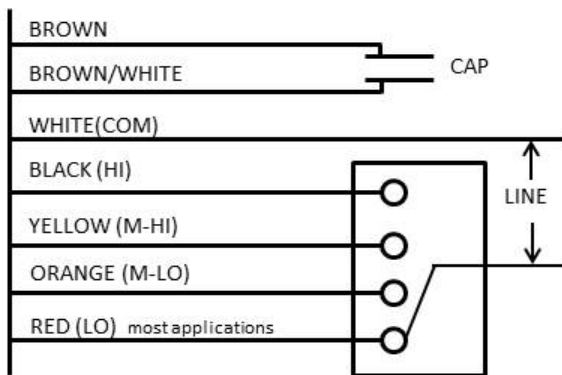 BROWN
BROWN/WHITE
CAP
WHITE(COM)
BLACK (HI)
LINE
YELLOW (M-HI)
ORANGE (M-LO)
RED (LO) most applications